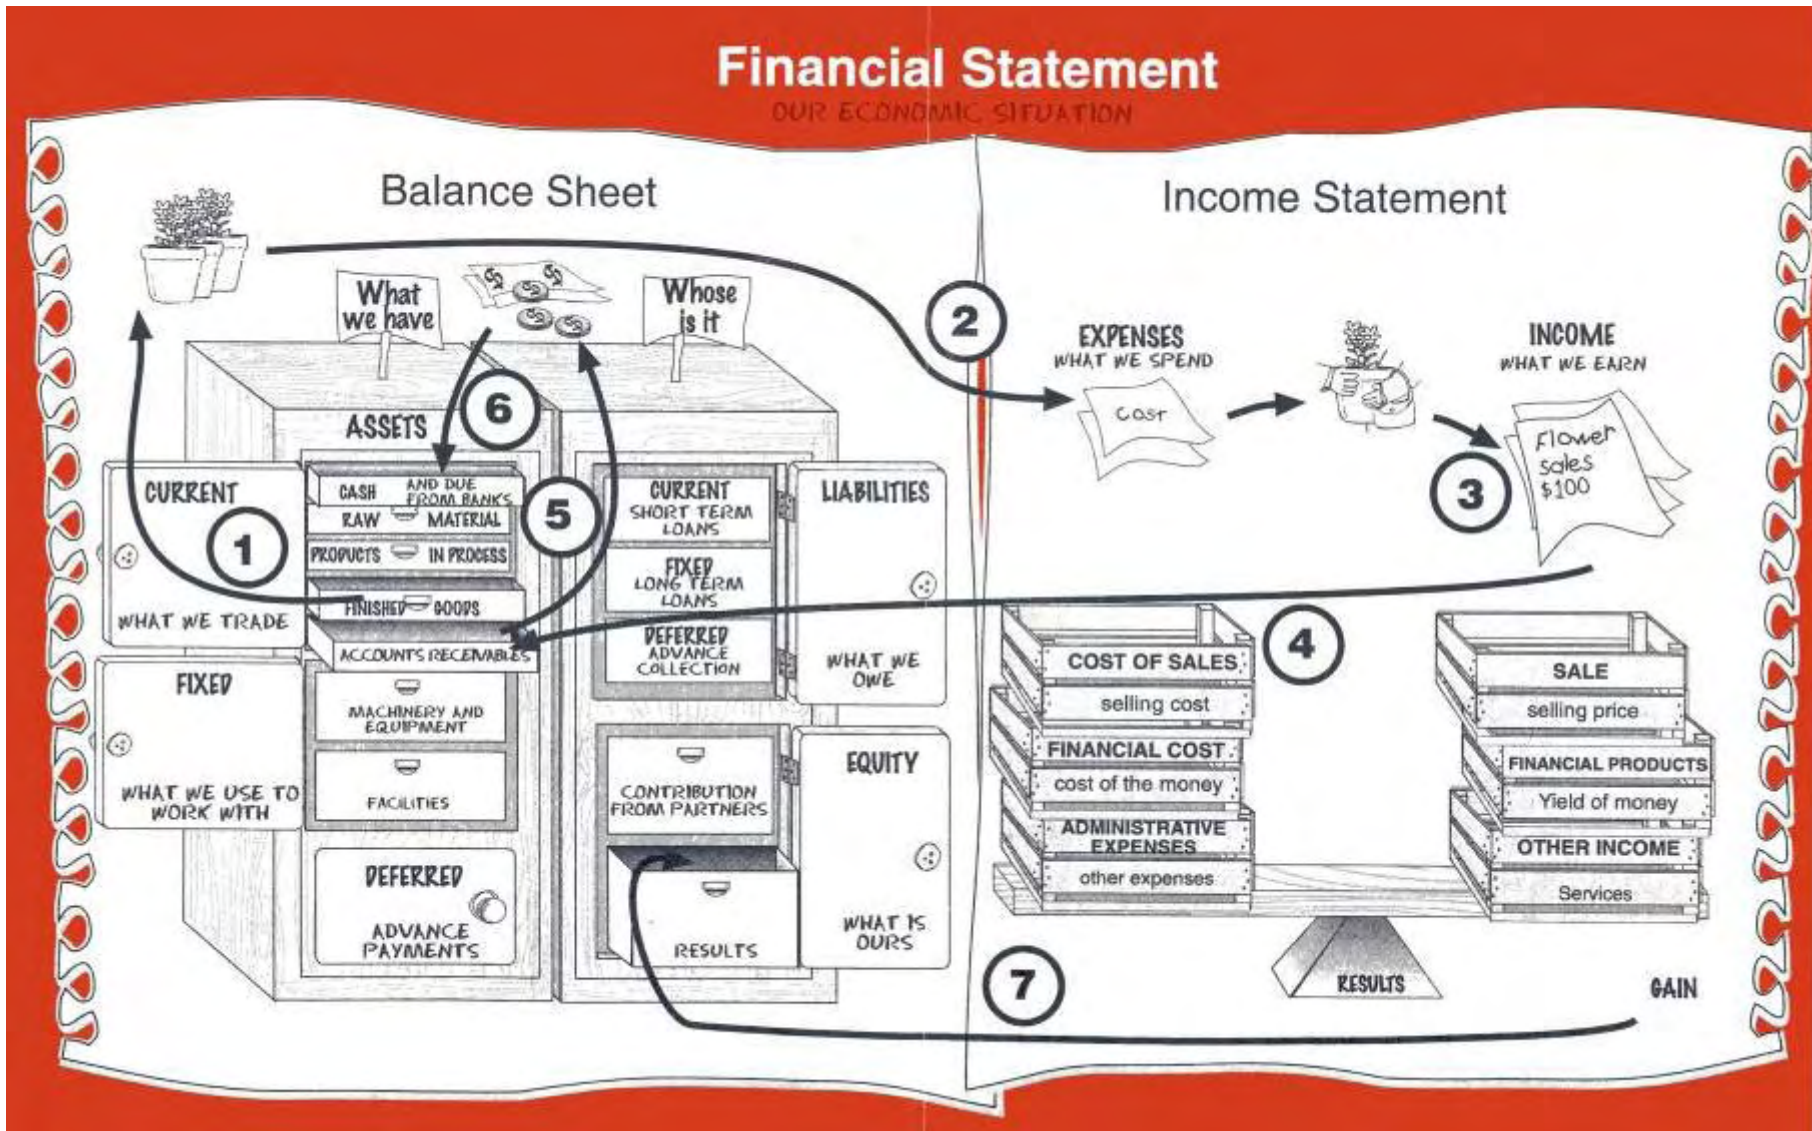 Financial Statement
OUR ECONOMIC SITUATION
Balance Sheet
What
we have
$
$
$
$
$
Whose
is it
ASSETS
6
CURRENT
WHAT WE TRADE
1
CASH AND DUE
FROM BANKS
RAW MATERIAL
PRODUCTS IN PROCESS
FINISHED GOODS
ACCOUNTS RECEIVABLES
5
FIXED
WHAT WE USE TO
WORK WITH
MACHINERY AND
EQUIPMENT
FACILITIES
DEFERRED
ADVANCE
PAYMENTS
CURRENT
SHORT TERM
LOANS
FIXED
LONG TERM
LOANS
DEFERRED
ADVANCE
COLLECTION
LIABILITIES
WHAT WE
OWE
CONTRIBUTION
FROM PARTNERS
RESULTS
EQUITY
WHAT IS
OURS
Income Statement
2
EXPENSES
WHAT WE SPEND
Cost
INCOME
WHAT WE EARN
3
Flower
sales
$100
4
COST OF SALES
selling cost
FINANCIAL COST
cost of the money
ADMINISTRATIVE
EXPENSES
other expenses
SALE
selling price
FINANCIAL PRODUCTS
Yield of money
OTHER INCOME
Services
7
RESULTS
GAIN